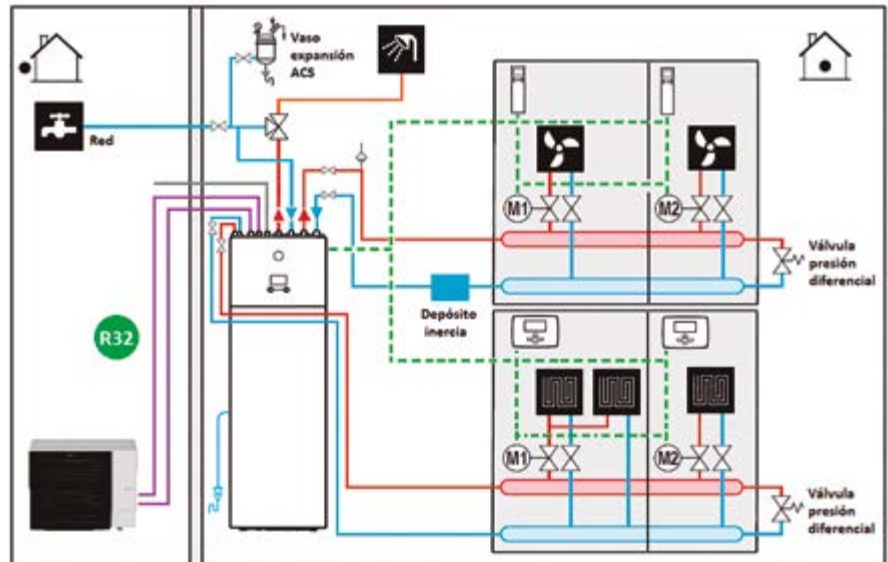 Vaso
expansión
ACS
Red
M1
M2
Válvula
presión
diferencial
Depósito
inercia
R32
M1
M2
Válvula
presión
diferencial